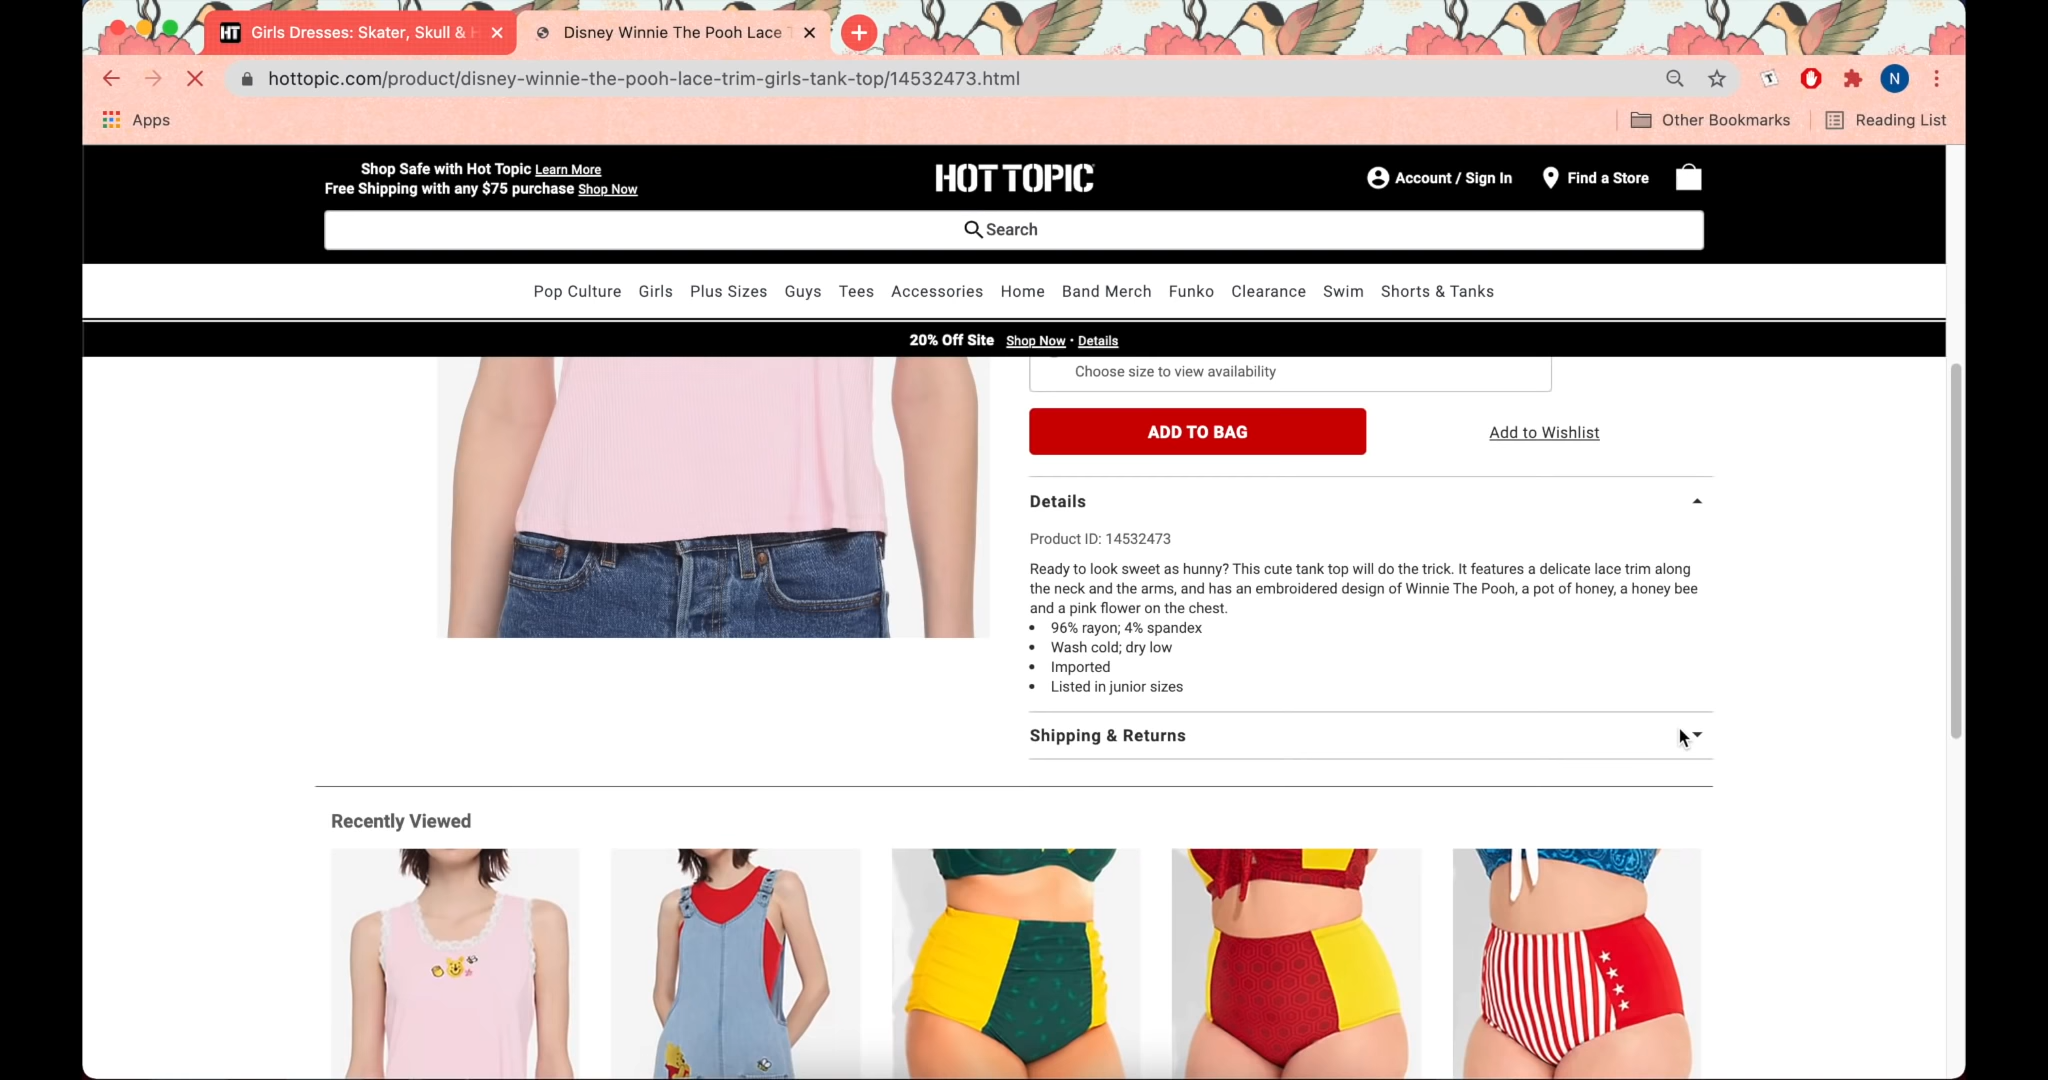 Girls Dresses: Skater, Skull &
Disney Winnie The Pooh Lace
hottopic.com/product/disney-winnie-the-pooh-lace-trim-girls-tank-top/14532473.html
N
Apps
Other Bookmarks
Reading List
Shop Safe with Hot Topic Learn More
Free Shipping with any $75 purchase Shop Now
HOT TOPIC
Account / Sign In
Find a Store
Search
Pop Culture Girls Plus Sizes Guys Tees Accessories Home Band Merch Funko Clearance Swim Shorts & Tanks
20% Off Site Shop Now · Details
Choose size to view availability
ADD TO BAG
Add to Wishlist
Details
Product ID: 14532473
Ready to look sweet as hunny? This cute tank top will do the trick. It features a delicate lace trim along
the neck and the arms, and has an embroidered design of Winnie The Pooh, a pot of honey, a honey bee
and a pink flower on the chest.
• 96% rayon; 4% spandex
• Wash cold; dry low
• Imported
• Listed in junior sizes
Shipping & Returns
Recently Viewed